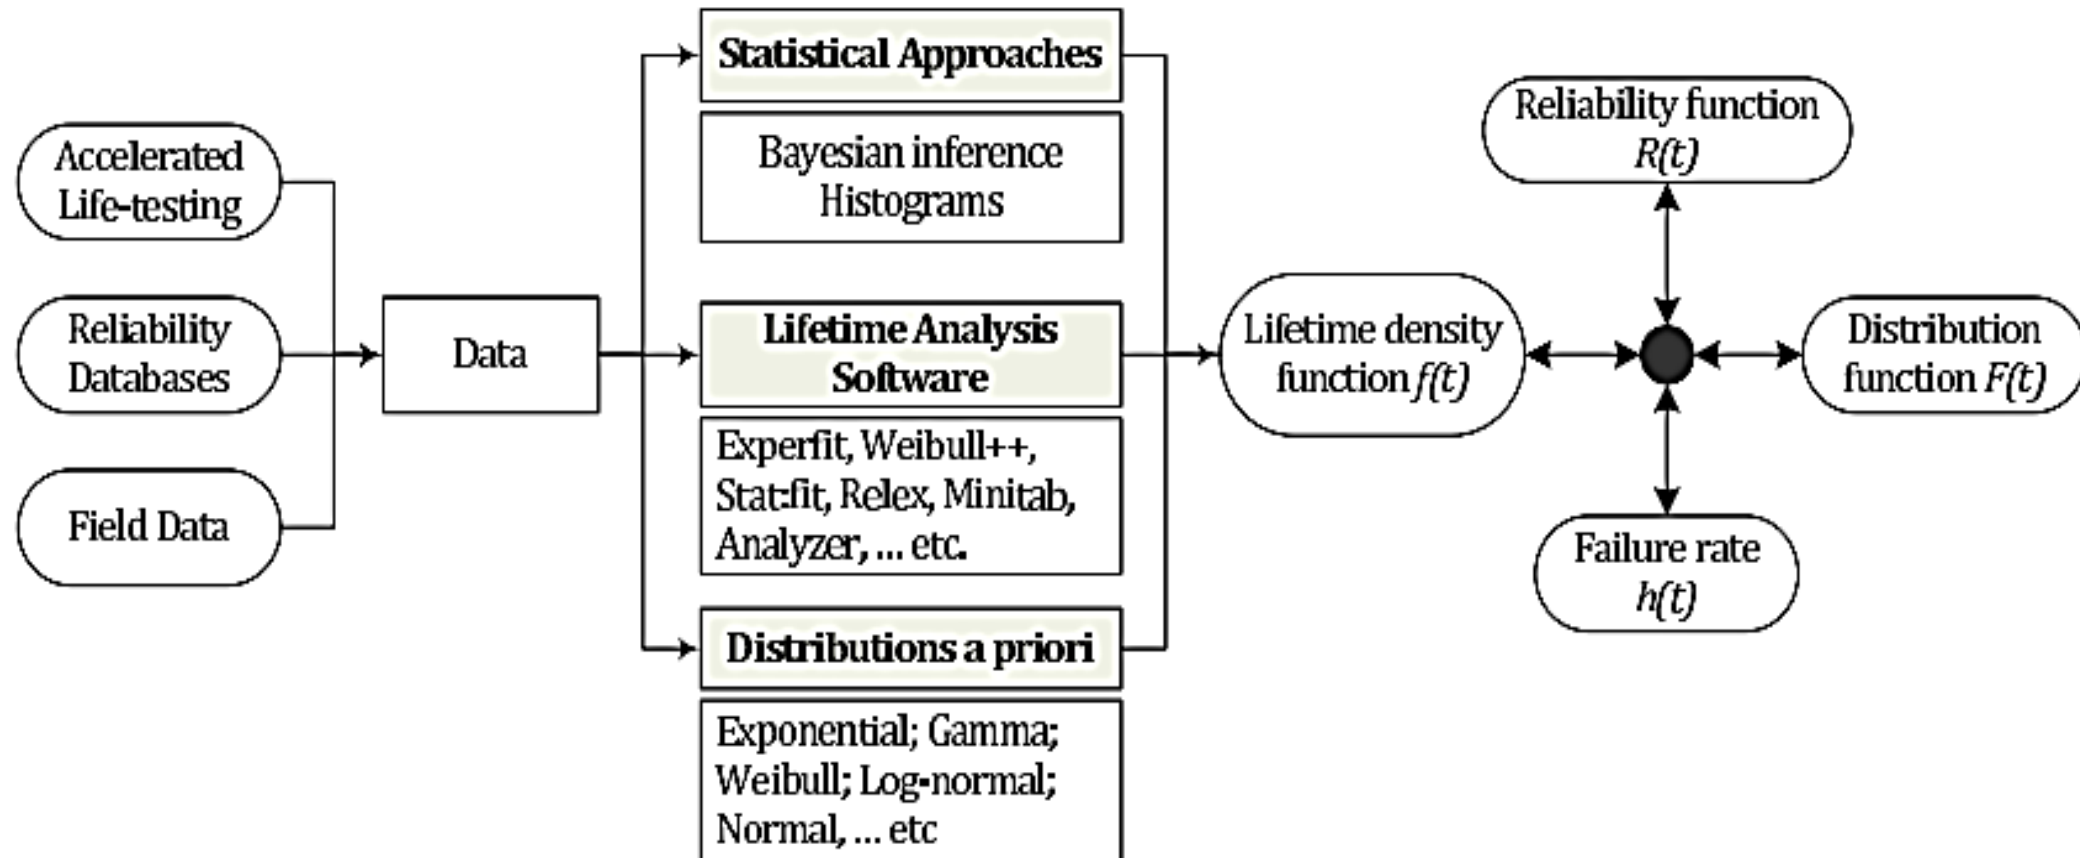 Accelerated
Life-testing
Reliability
Databases
Field Data
Data
Statistical Approaches
Bayesian inference
Histograms
Lifetime Analysis
Software
Experfit, Weibull++,
Stat:fit, Relex, Minitab,
Analyzer, ... etc.
Distributions a priori
Exponential; Gamma;
Weibull; Log-normal;
Normal, ... etc
Lifetime density
function f(t)
Reliability function
R(t)
Distribution
function F(t)
Failure rate
h(t)